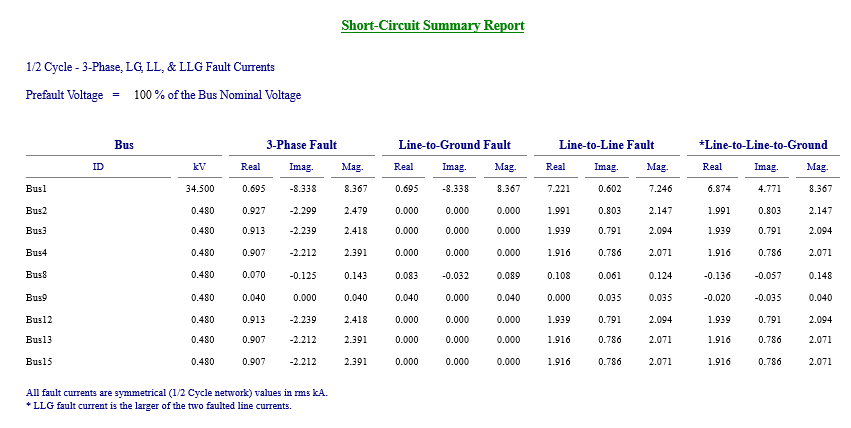 Short-Circuit Summary Report
1/2 Cycle - 3-Phase, LG, LL, & LLG Fault Currents
Prefault Voltage = 100 % of the Bus Nominal Voltage
Bus 3-Phase Fault Line-to-Ground Fault Line-to-Line Fault *Line-to-Line-to-Ground
ID kV Real Imag. Mag. Real Imag. Mag. Real Imag. Mag. Real Imag. Mag.
Bus1 34.500 0.695 -8.338 8.367 0.695 -8.338 8.367 7.221 0.602 7.246 6.874 4.771 8.367
Bus2 0.480 0.927 -2.299 2.479 0.000 0.000 0.000 1.991 0.803 2.147 1.991 0.803 2.147
Bus3 0.480 0.913 -2.239 2.418 0.000 0.000 0.000 1.939 0.791 2.094 1.939 0.791 2.094
Bus4 0.480 0.907 -2.212 2.391 0.000 0.000 0.000 1.916 0.786 2.071 1.916 0.786 2.071
Bus8 0.480 0.070 -0.125 0.143 0.083 -0.032 0.089 0.108 0.061 0.124 -0.136 -0.057 0.148
Bus9 0.480 0.040 0.000 0.040 0.040 0.000 0.040 0.000 0.035 0.035 -0.020 -0.035 0.040
Bus12 0.480 0.913 -2.239 2.418 0.000 0.000 0.000 1.939 0.791 2.094 1.939 0.791 2.094
Bus13 0.480 0.907 -2.212 2.391 0.000 0.000 0.000 1.916 0.786 2.071 1.916 0.786 2.071
Bus15 0.480 0.907 -2.212 2.391 0.000 0.000 0.000 1.916 0.786 2.071 1.916 0.786 2.071
All fault currents are symmetrical (1/2 Cycle network) values in rms kA.
* LLG fault current is the larger of the two faulted line currents.